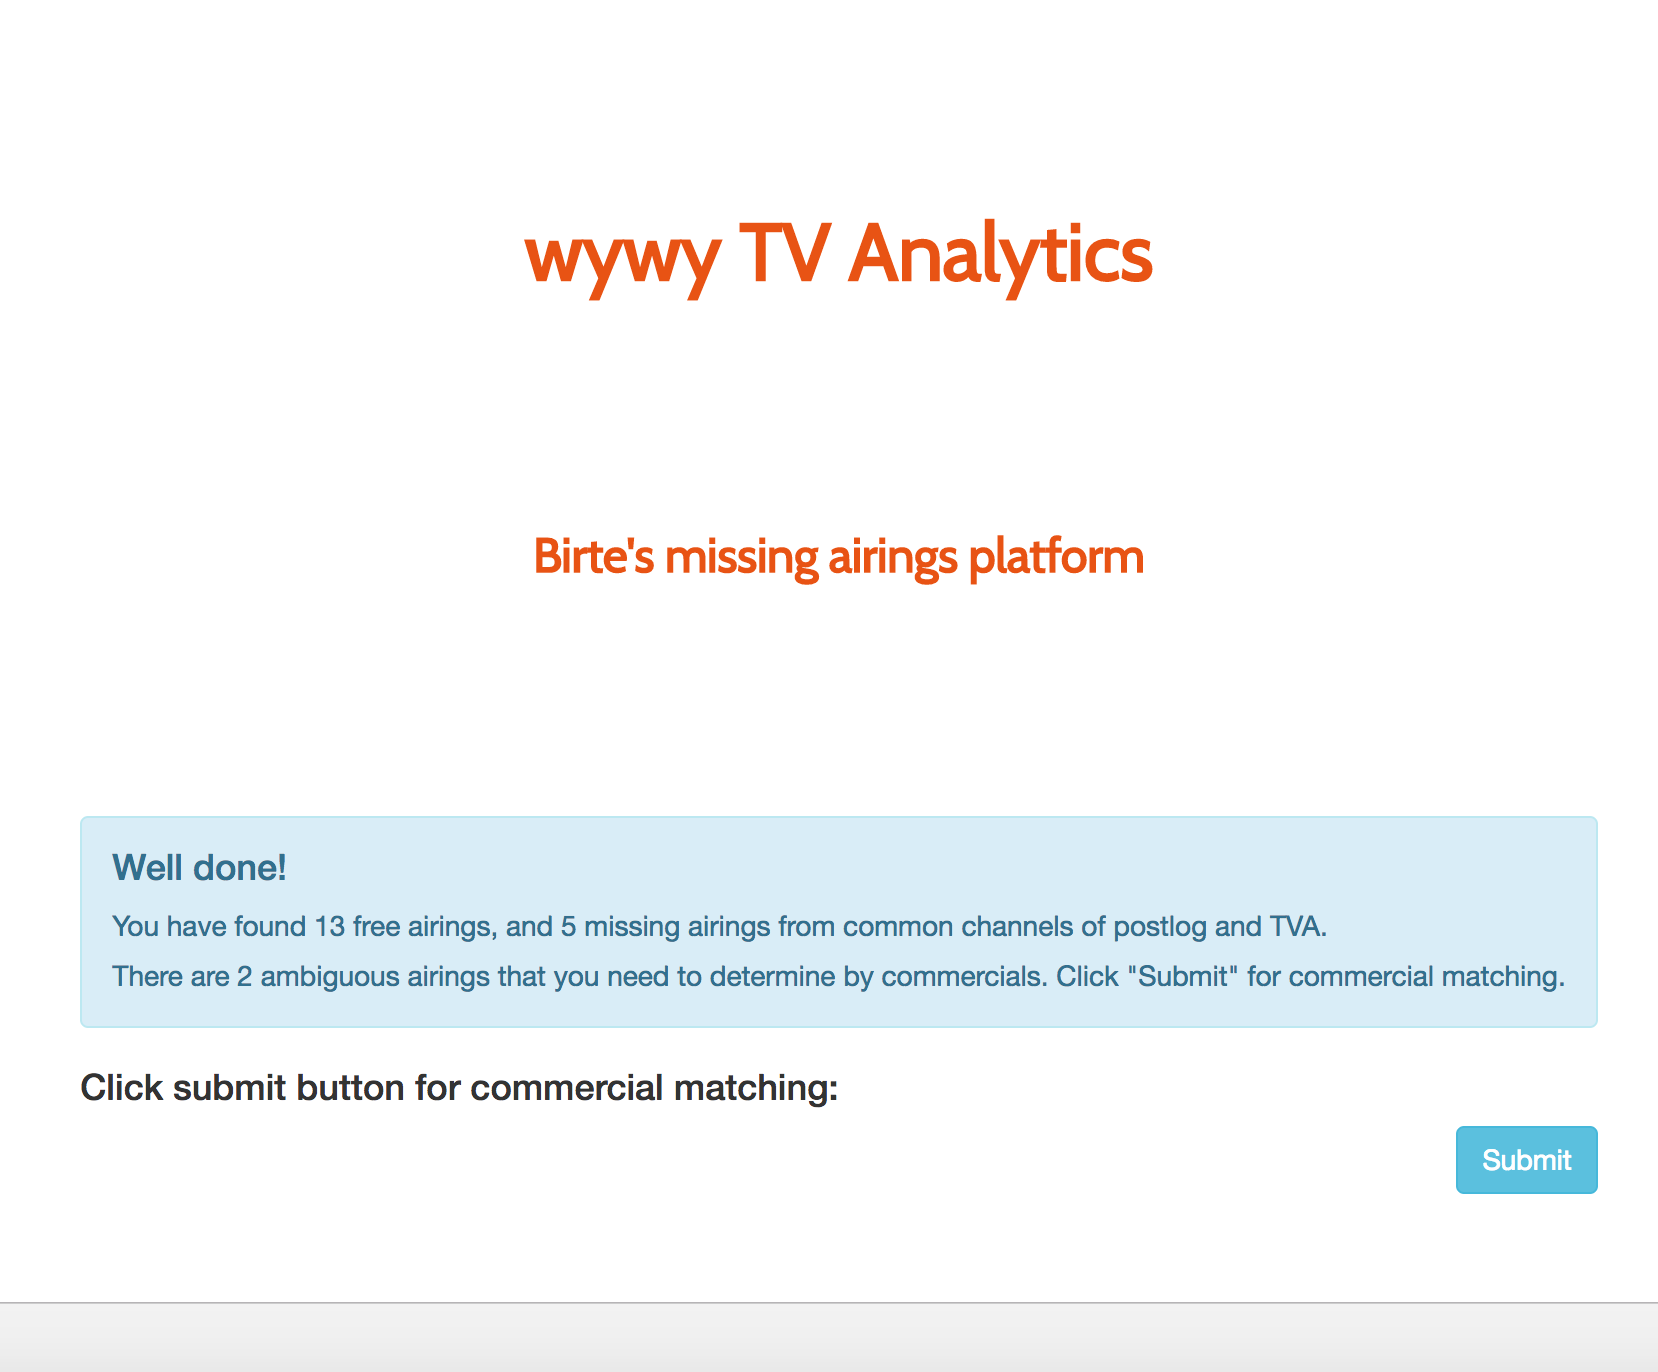 wywy TV Analytics
Birte's missing airings platform
Well done!
You have found 13 free airings, and 5 missing airings from common channels of postlog and TVA.
There are 2 ambiguous airings that you need to determine by commercials. Click "Submit" for commercial matching.
Click submit button for commercial matching:
Submit